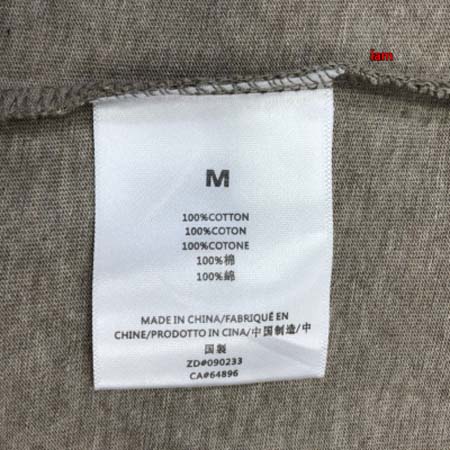 iam
M
100%COTTON
100%COTON
100%COTONE
100%棉
100%綿
MADE IN CHINA/FABRIQUÉ EN
CHINE/PRODOTTO IN CINA/中国制造/中
国製
ZD#090233
CA#64896